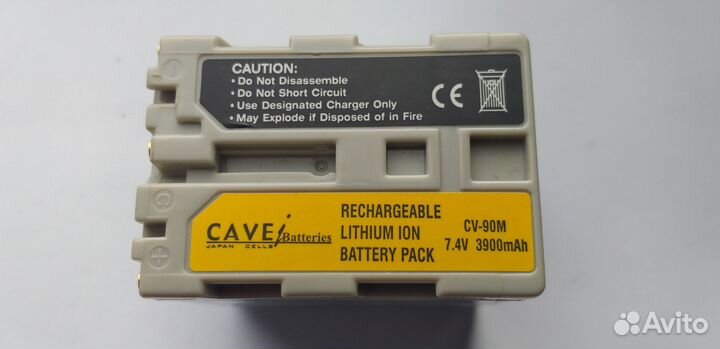 CAUTION:
• Do Not Disassemble
• Do Not Short Circuit
• Use Designated Charger Only
• May Explode if Disposed of in Fire
CE
+
C
-
CAVEj Batteries
JAPAN CELLS
RECHARGEABLE
LITHIUM ION
BATTERY PACK
CV-90M
7.4V 3900mAh
Avito